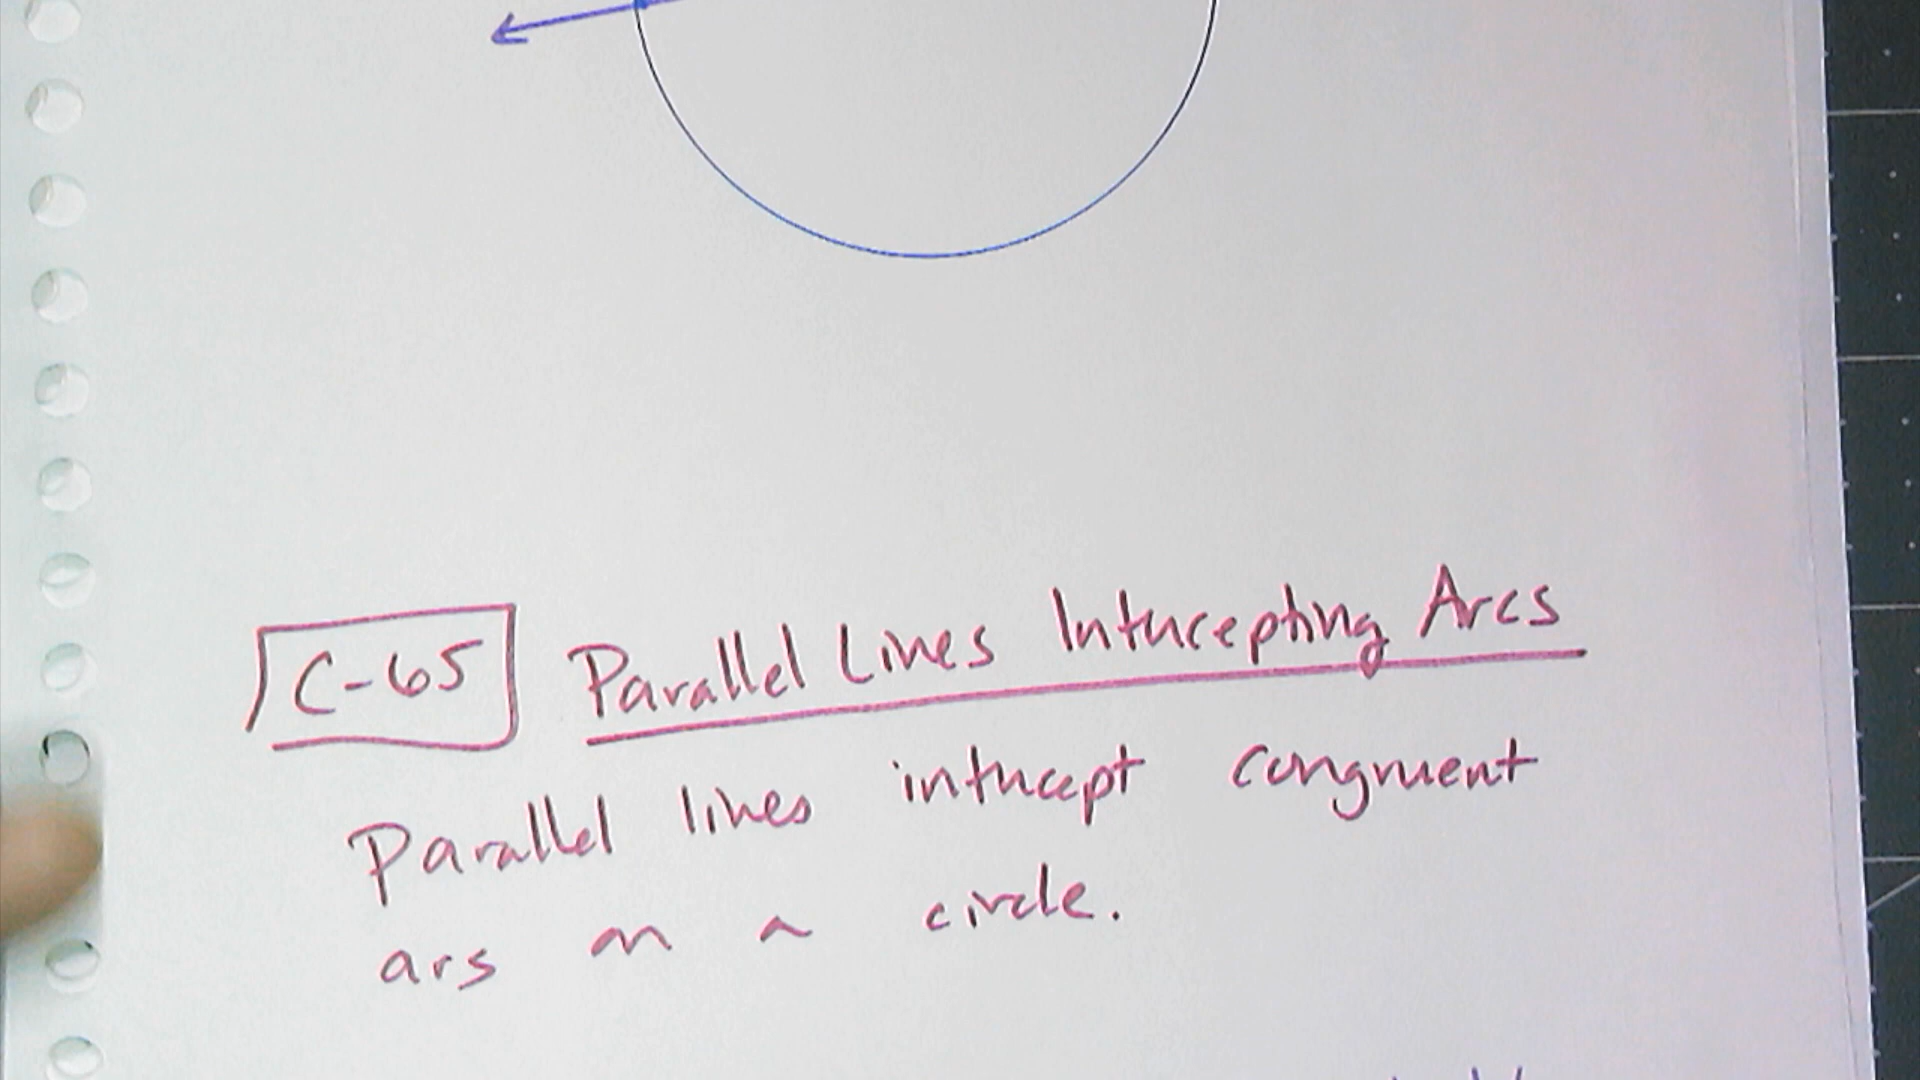 C-65 Parallel Lines Intercepting Arcs
Parallel lines intercept congruent
ars on a circle.